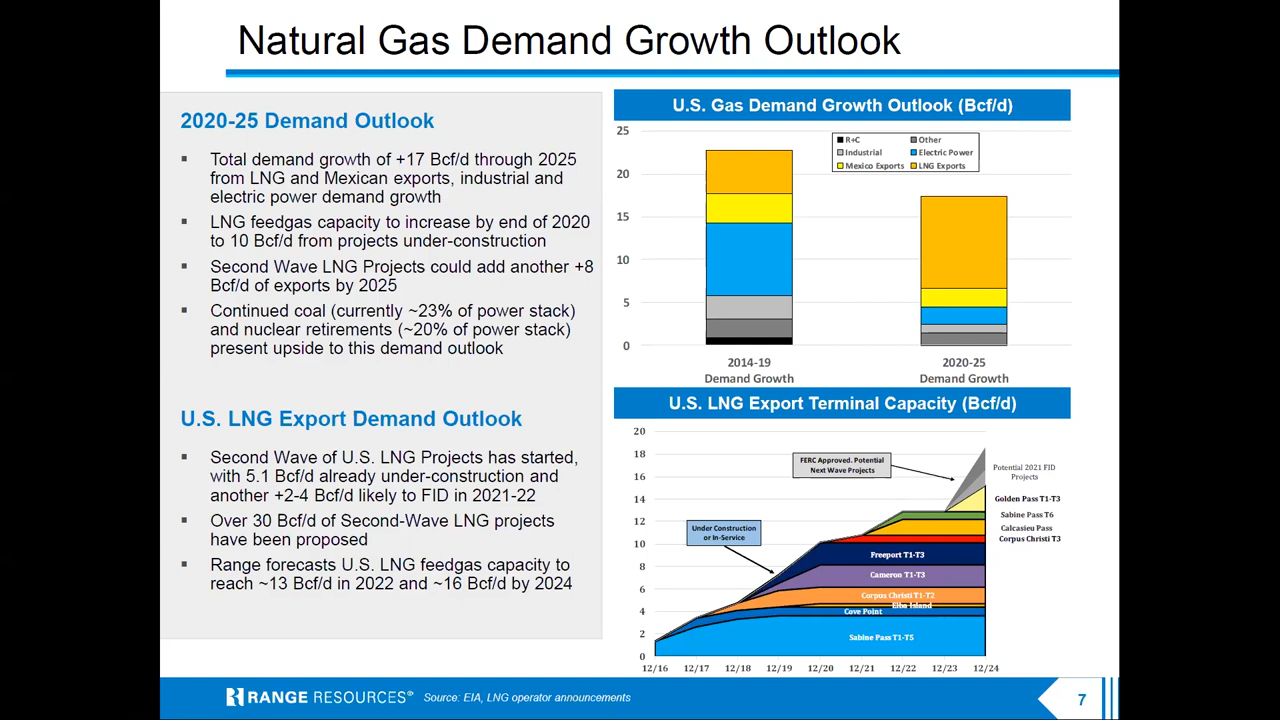 Natural Gas Demand Growth Outlook
2020-25 Demand Outlook
Total demand growth of +17 Bcf/d through 2025
from LNG and Mexican exports, industrial and
electric power demand growth
LNG feedgas capacity to increase by end of 2020
to 10 Bcf/d from projects under-construction
Second Wave LNG Projects could add another +8
Bcf/d of exports by 2025
Continued coal (currently ~23% of power stack)
and nuclear retirements (~20% of power stack)
present upside to this demand outlook
U.S. LNG Export Demand Outlook
Second Wave of U.S. LNG Projects has started,
with 5.1 Bcf/d already under-construction and
another +2-4 Bcf/d likely to FID in 2021-22
Over 30 Bcf/d of Second-Wave LNG projects
have been proposed
Range forecasts U.S. LNG feedgas capacity to
reach ~13 Bcf/d in 2022 and ~16 Bcf/d by 2024
U.S. Gas Demand Growth Outlook (Bcf/d)
25
20
15
10
5
0
R+C Other
Industrial Electric Power
Mexico Exports LNG Exports
2014-19 2020-25
Demand Growth Demand Growth
U.S. LNG Export Terminal Capacity (Bcf/d)
20
18
16
14
12
10
8
6
4
2
0
FERC Approved. Potential
Next Wave Projects
Under Construction
or In-Service
Potential 2021 FID
Projects
Golden Pass T1-T3
Sabine Pass T6
Calcasieu Pass
Corpus Christi T3
Freeport T1-T3
Cameron T1-T3
Corpus Christi T1-T2
Elba Island
Cove Point
Sabine Pass T1-T5
12/16 12/17 12/18 12/19 12/20 12/21 12/22 12/23 12/24
RANGE RESOURCES®
Source: EIA, LNG operator announcements
7